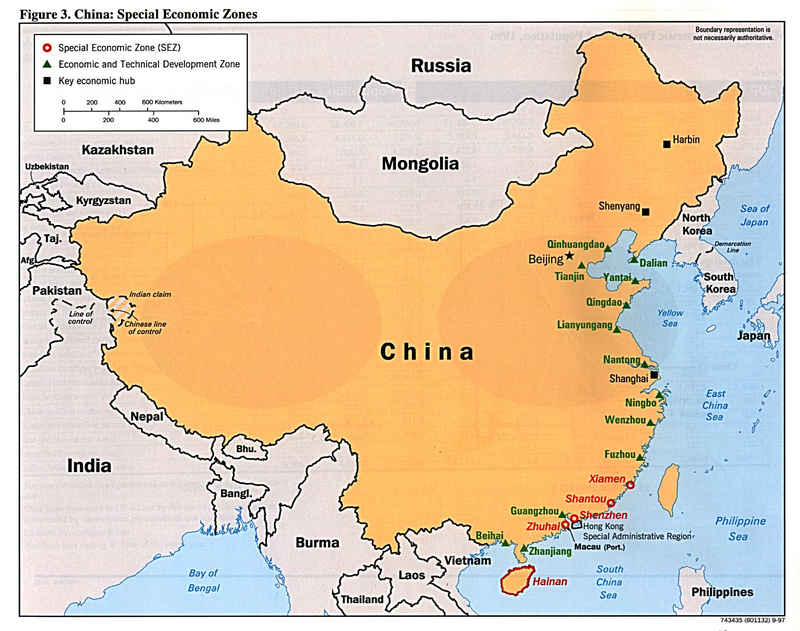 Figure 3. China: Special Economic Zones
Boundary representation is
not necessarily authoritative.
Special Economic Zone (SEZ)
Economic and Technical Development Zone
Key economic hub
0 200 400 600 Kilometers
0 200 400 600 Miles
Russia
Kazakhstan
Mongolia
Harbin
Uzbekistan
Kyrgyzstan
Shenyang
Sea of
Japan
North
Korea
Taj.
Qinhuangdao
Demarcation
Line
Beijing
Dalian
Afg.
Tianjin
Yantai
South
Korea
Pakistan
Indian claim
Line of
control
Chinese line
of control
Qingdao
Yellow
Sea
Lianyungang
Japan
China
Nantong
Shanghai
Nepal
Ningbo
East
China
Sea
Wenzhou
Bhu.
Fuzhou
India
Xiamen
Bangl.
Shantou
Guangzhou
Shenzhen
Zhuhai
Hong Kong
Special Administrative Region
Macau (Port.)
Philippine
Sea
Burma
Beihai
Zhanjiang
Vietnam
Bay of
Bengal
Laos
Hainan
South
China
Sea
Thailand
Philippines
743435 (801132) 9-97